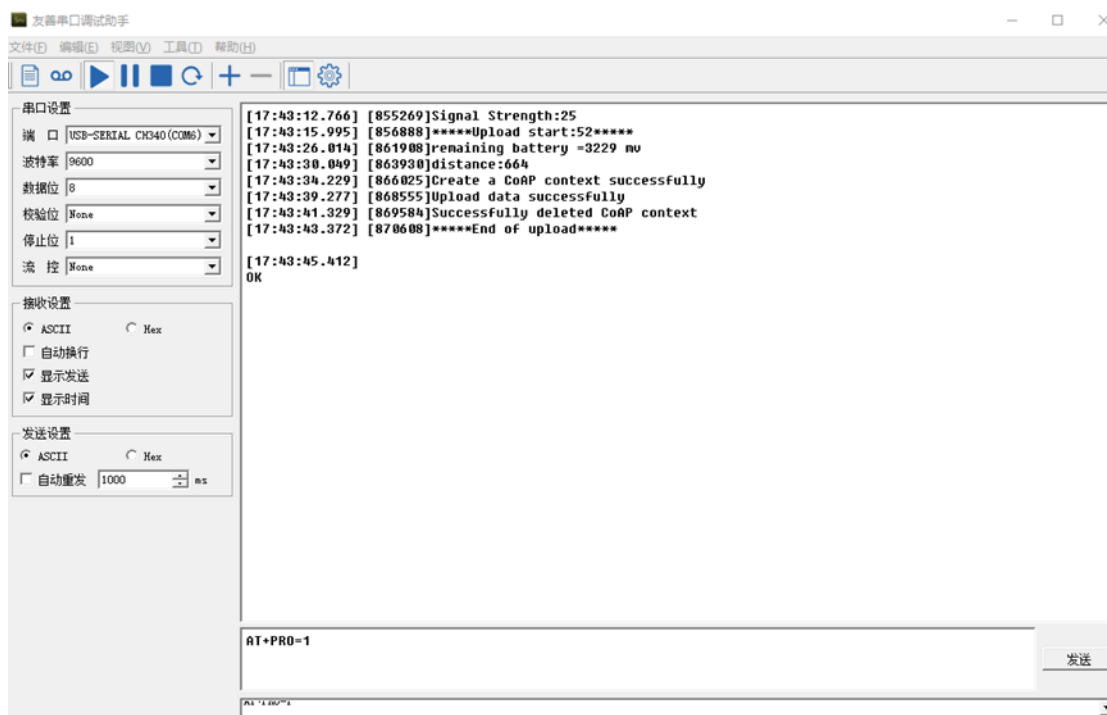 友善串口调试助手
文件(F) 编辑(E) 视图(V) 工具(T) 帮助(H)
串口设置
端 口 USB-SERIAL CH340(COM6)
波特率 9600
数据位 8
校验位 None
停止位 1
流 控 None
接收设置
ASCII Hex
自动换行
显示发送
显示时间
发送设置
ASCII Hex
自动重发 1000 ms
[17:43:12.766] [855269]Signal Strength:25
[17:43:15.995] [856888]*****Upload start:52*****
[17:43:26.014] [861908]remaining battery =3229 mv
[17:43:30.049] [863930]distance:664
[17:43:34.229] [866025]Create a CoAP context successfully
[17:43:39.277] [868555]Upload data successfully
[17:43:41.329] [869584]Successfully deleted CoAP context
[17:43:43.372] [870608]*****End of upload*****
[17:43:45.412]
OK
AT+PRO=1
发送